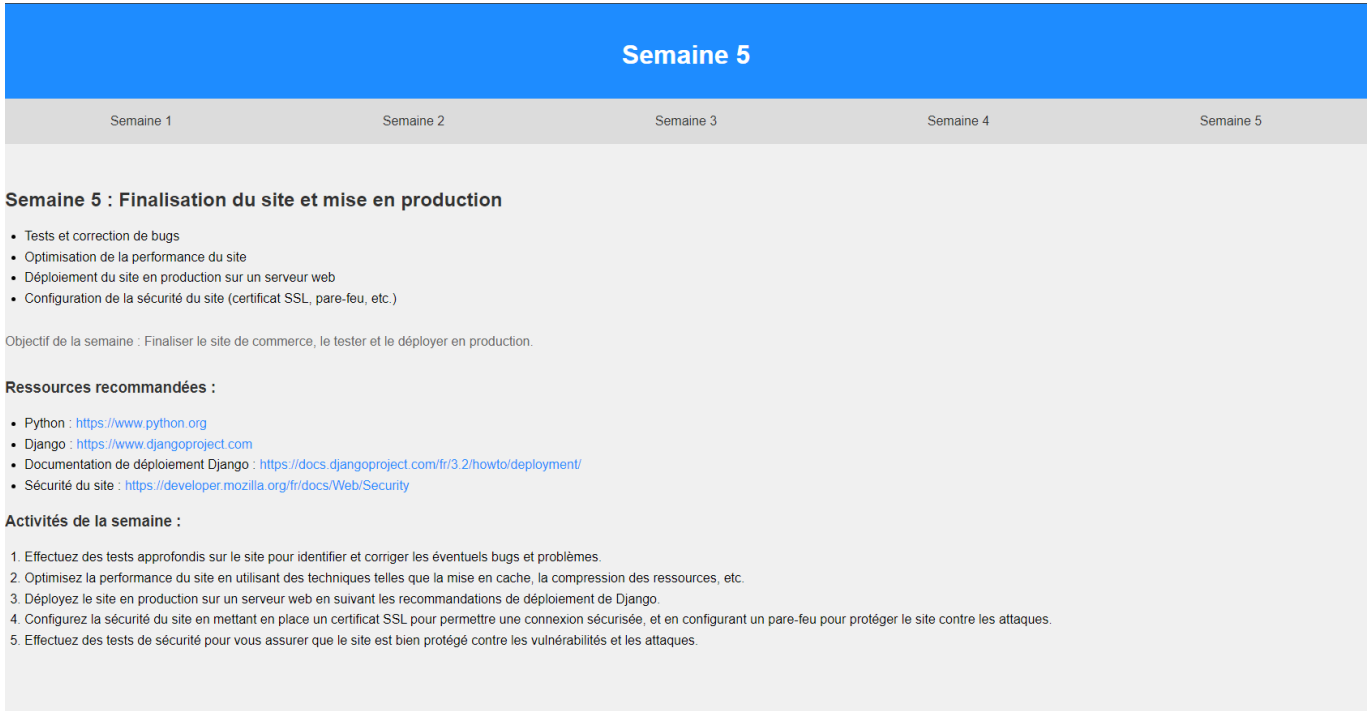 Semaine 5
Semaine 1 Semaine 2 Semaine 3 Semaine 4 Semaine 5
Semaine 5 : Finalisation du site et mise en production
• Tests et correction de bugs
• Optimisation de la performance du site
• Déploiement du site en production sur un serveur web
• Configuration de la sécurité du site (certificat SSL, pare-feu, etc.)
Objectif de la semaine : Finaliser le site de commerce, le tester et le déployer en production.
Ressources recommandées :
• Python : https://www.python.org
• Django : https://www.djangoproject.com
• Documentation de déploiement Django : https://docs.djangoproject.com/fr/3.2/howto/deployment/
• Sécurité du site : https://developer.mozilla.org/fr/docs/Web/Security
Activités de la semaine :
1. Effectuez des tests approfondis sur le site pour identifier et corriger les éventuels bugs et problèmes.
2. Optimisez la performance du site en utilisant des techniques telles que la mise en cache, la compression des ressources, etc.
3. Déployez le site en production sur un serveur web en suivant les recommandations de déploiement de Django.
4. Configurez la sécurité du site en mettant en place un certificat SSL pour permettre une connexion sécurisée, et en configurant un pare-feu pour protéger le site contre les attaques.
5. Effectuez des tests de sécurité pour vous assurer que le site est bien protégé contre les vulnérabilités et les attaques.